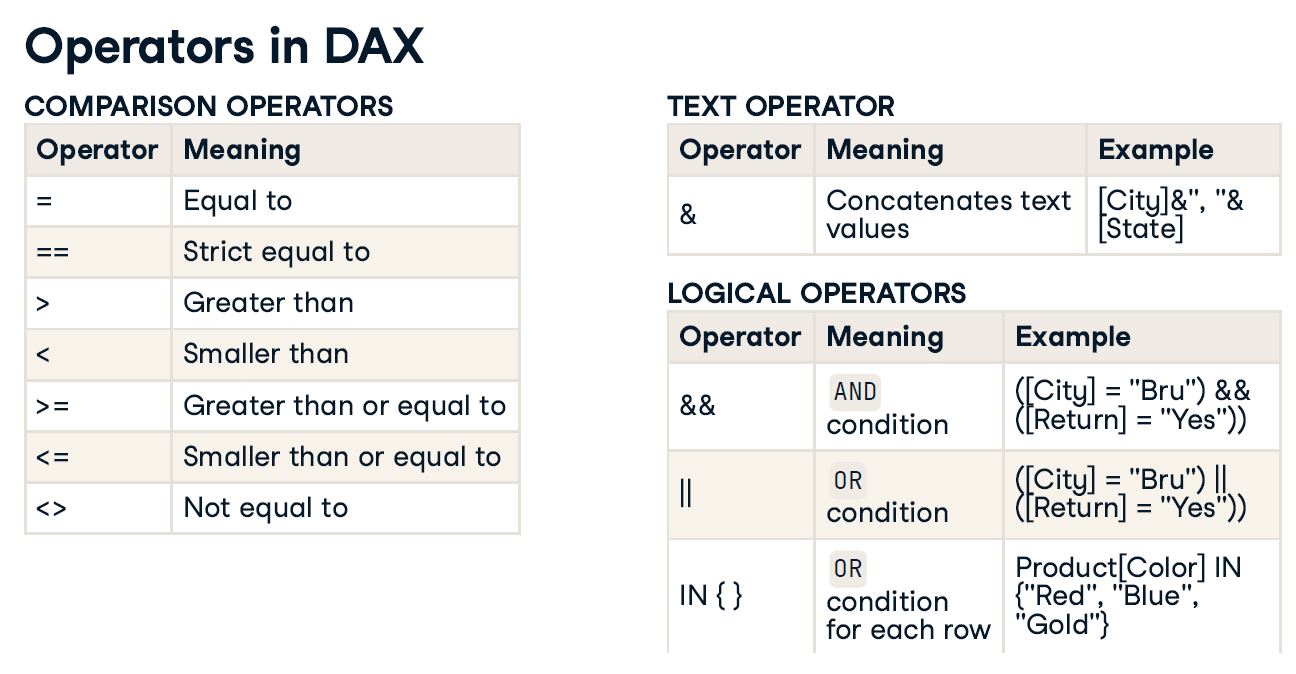 Operators in DAX
COMPARISON OPERATORS
Operator Meaning
= Equal to
== Strict equal to
> Greater than
< Smaller than
>= Greater than or equal to
<= Smaller than or equal to
<> Not equal to
TEXT OPERATOR
Operator Meaning Example
& Concatenates text values [City]&", "&[State]
LOGICAL OPERATORS
Operator Meaning Example
&& AND condition ([City] = "Bru") && ([Return] = "Yes"))
|| OR condition ([City] = "Bru") || ([Return] = "Yes"))
IN { } OR condition for each row Product[Color] IN {"Red", "Blue", "Gold"}